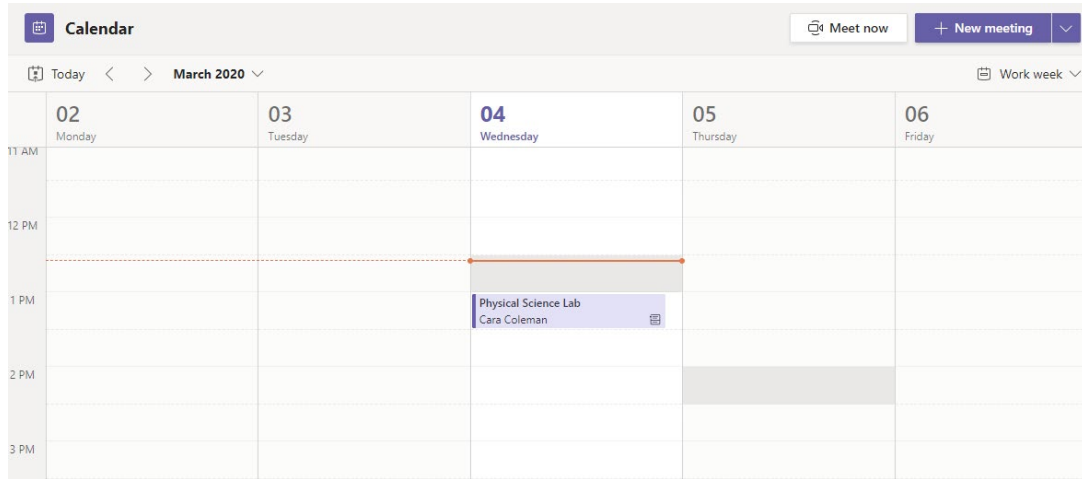 Calendar
Meet now
New meeting
Today
March 2020
Work week
02
03
04
05
06
Monday
Tuesday
Wednesday
Thursday
Friday
11 AM
12 PM
1 PM
Physical Science Lab
Cara Coleman
2 PM
3 PM